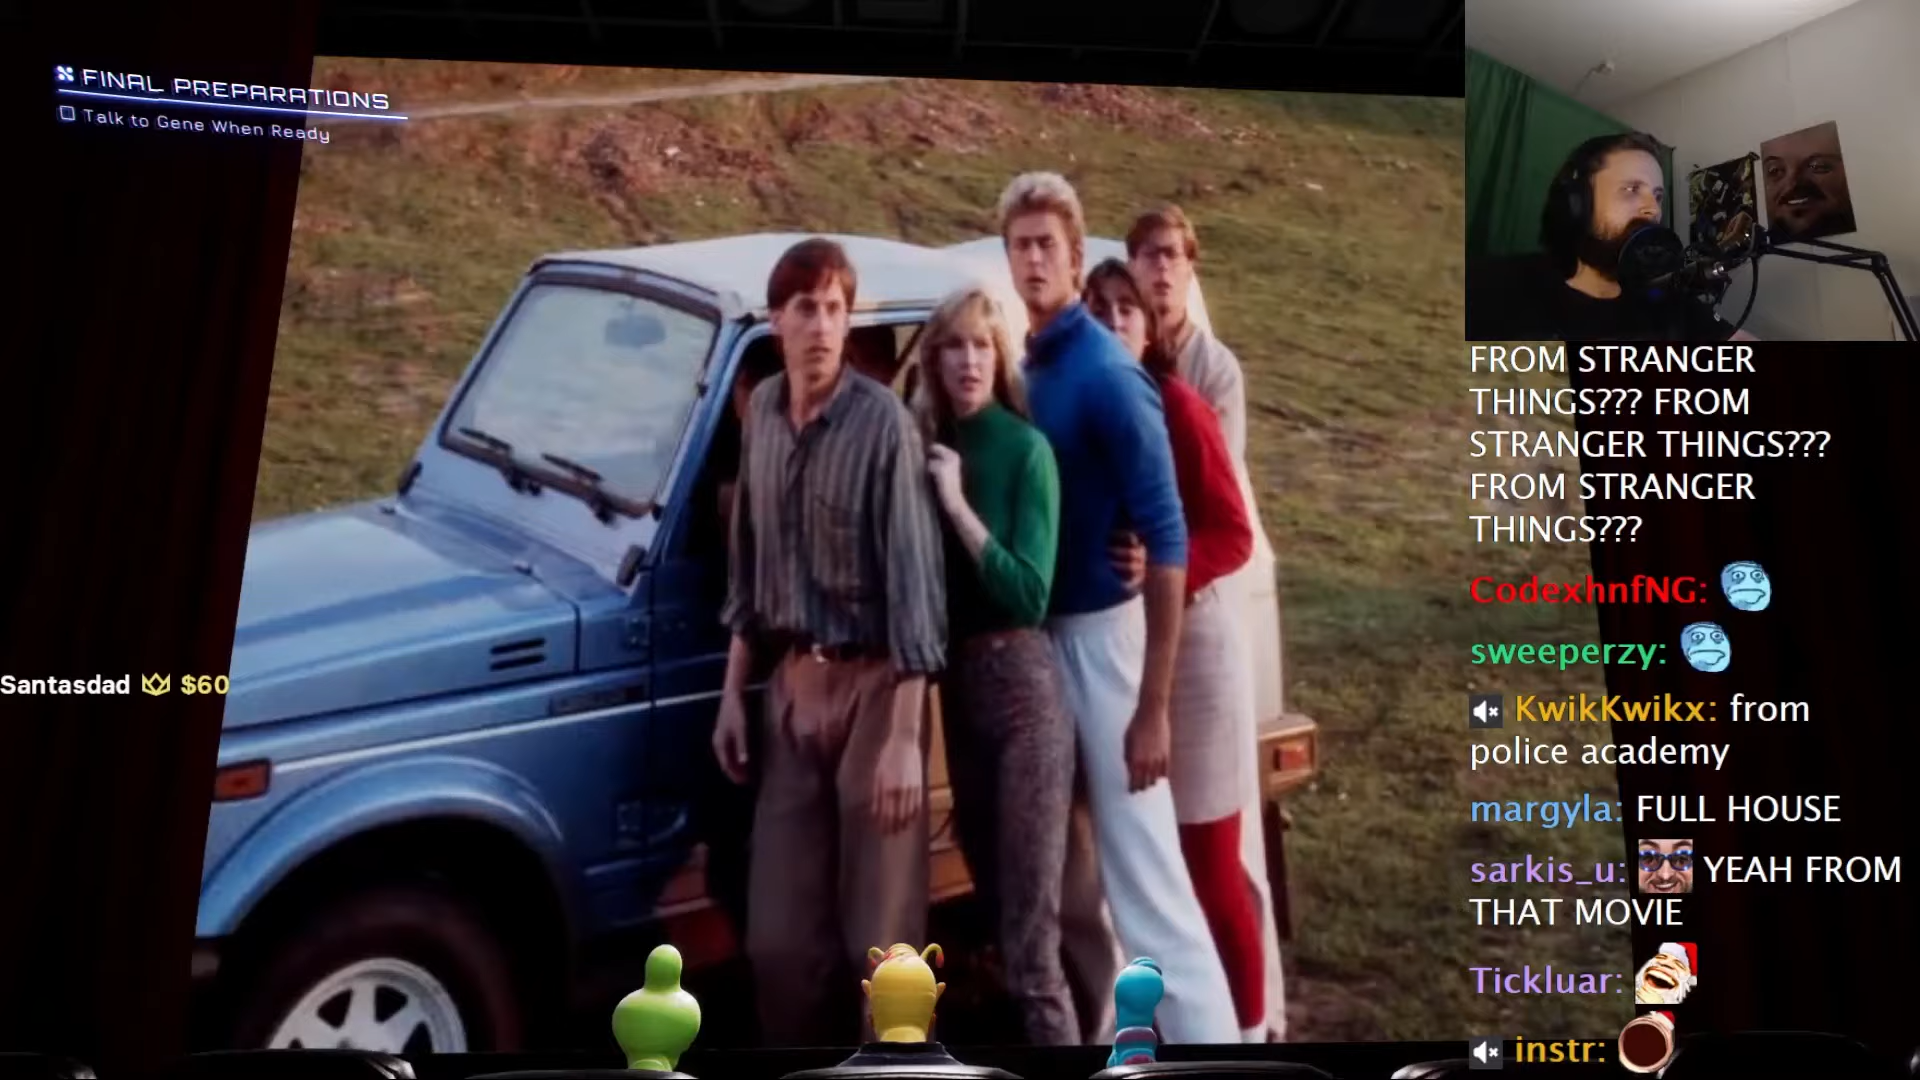 FINAL PREPARATIONS
Talk to Gene When Ready
Santasdad $60
FROM STRANGER
THINGS??? FROM
STRANGER THINGS???
FROM STRANGER
THINGS???
CodexhnfNG:
sweeperzy:
KwikKwikx: from
police academy
margyla: FULL HOUSE
sarkis_u: YEAH FROM
THAT MOVIE
Tickluar:
instr: